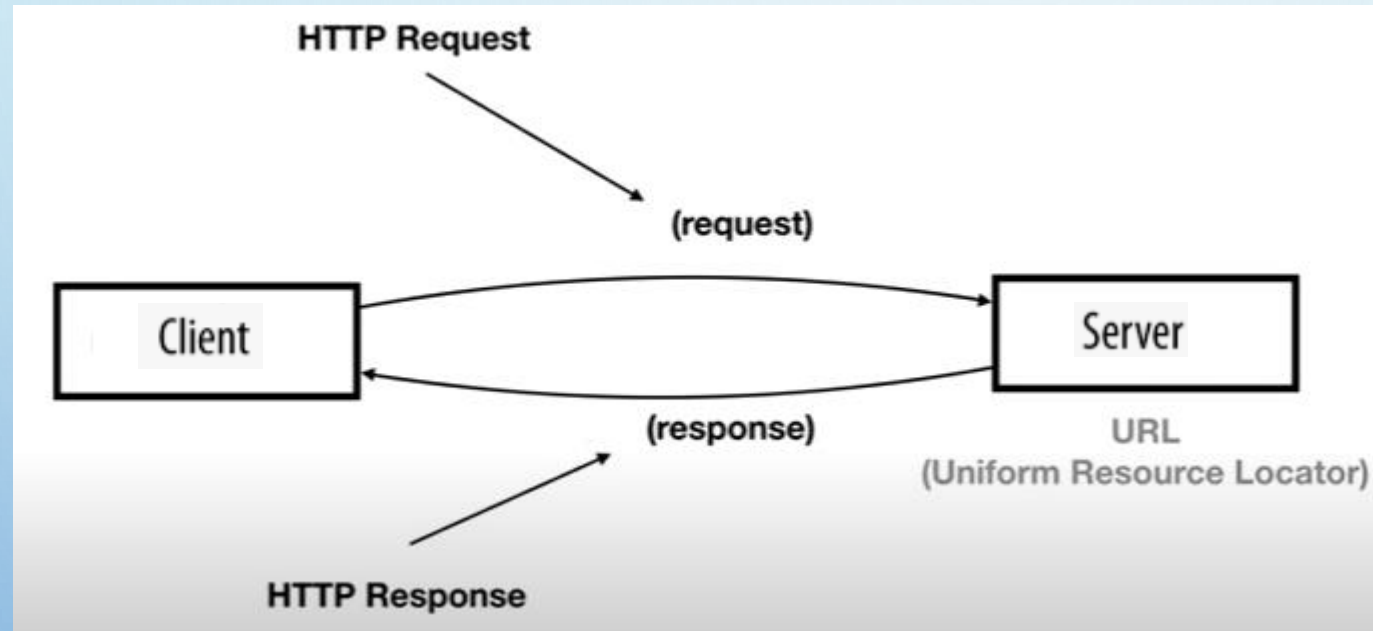 HTTP Request
(request)
Client
Server
(response)
URL
(Uniform Resource Locator)
HTTP Response